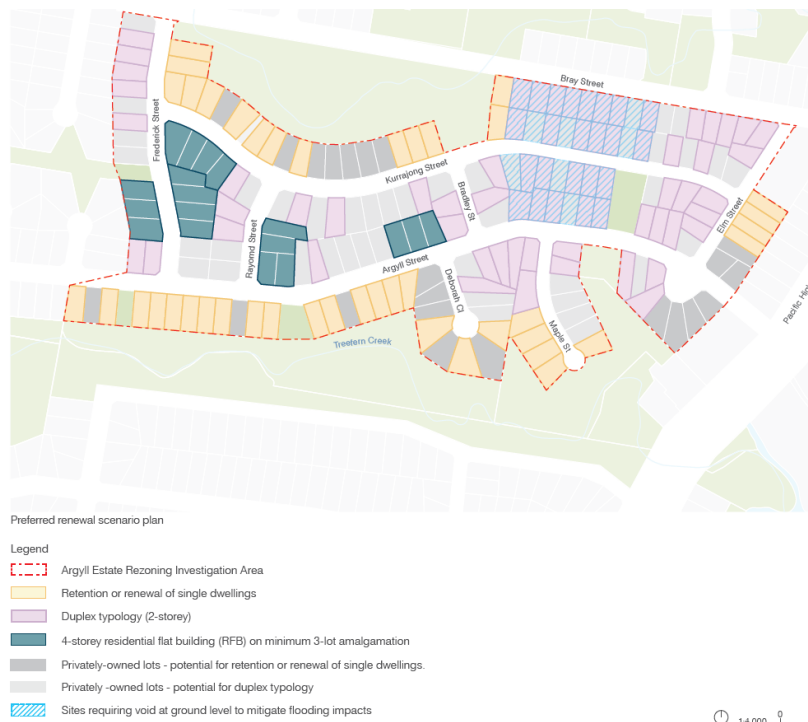 Bray Street
Frederick Street
Kurrajong Street
Bradley St
Elm Street
Rayomd Street
Argyll Street
Deborah Cl
Maple St
Pacific Hig
Treefern Creek
Preferred renewal scenario plan
Legend
Argyll Estate Rezoning Investigation Area
Retention or renewal of single dwellings
Duplex typology (2-storey)
4-storey residential flat building (RFB) on minimum 3-lot amalgamation
Privately-owned lots - potential for retention or renewal of single dwellings.
Privately -owned lots - potential for duplex typology
Sites requiring void at ground level to mitigate flooding impacts
1:4,000 0